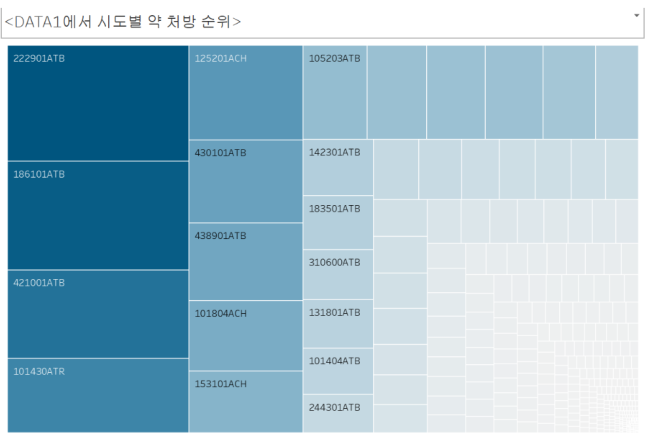 <DATA1에서 시도별 약 처방 순위>
222901ATB
186101ATB
421001ATB
101430ATR
125201ACH
430101ATB
438901ATB
101804ACH
153101ACH
105203ATB
142301ATB
183501ATB
310600ATB
131801ATB
101404ATB
244301ATB